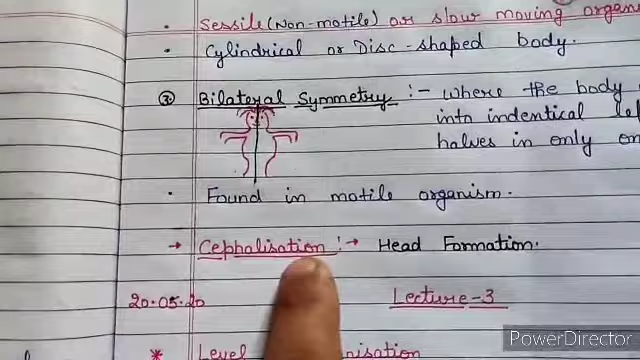 • Sessile (Non-motile) or slow moving
• Cylindrical or Disc-shaped body.
③ Bilateral Symmetry :- where the body
into indentical
halves in only
• Found in motile organism.
→ Cephalisation :→ Head Formation.
20.05.20 Lecture-3
* Level
PowerDirector